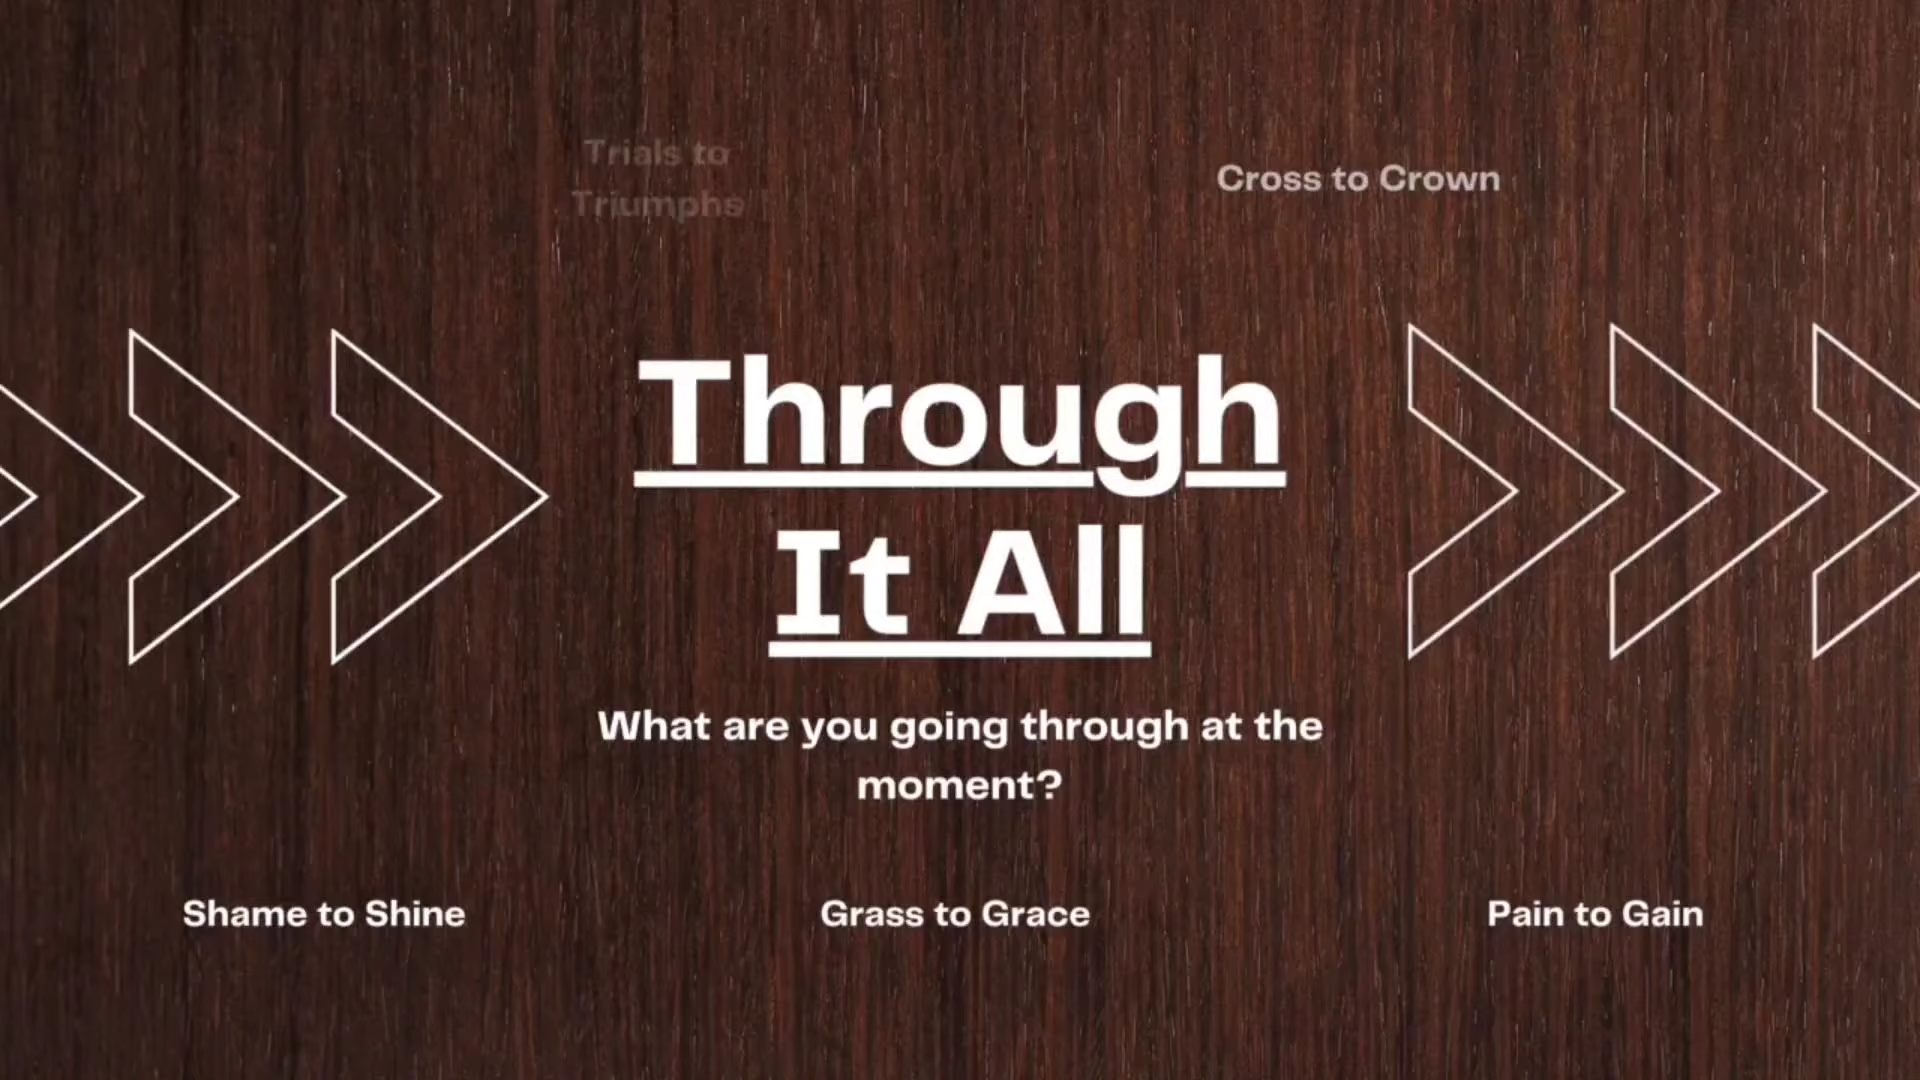 Trials to
Triumphs
Cross to Crown
Through
It All
What are you going through at the
moment?
Shame to Shine
Grass to Grace
Pain to Gain